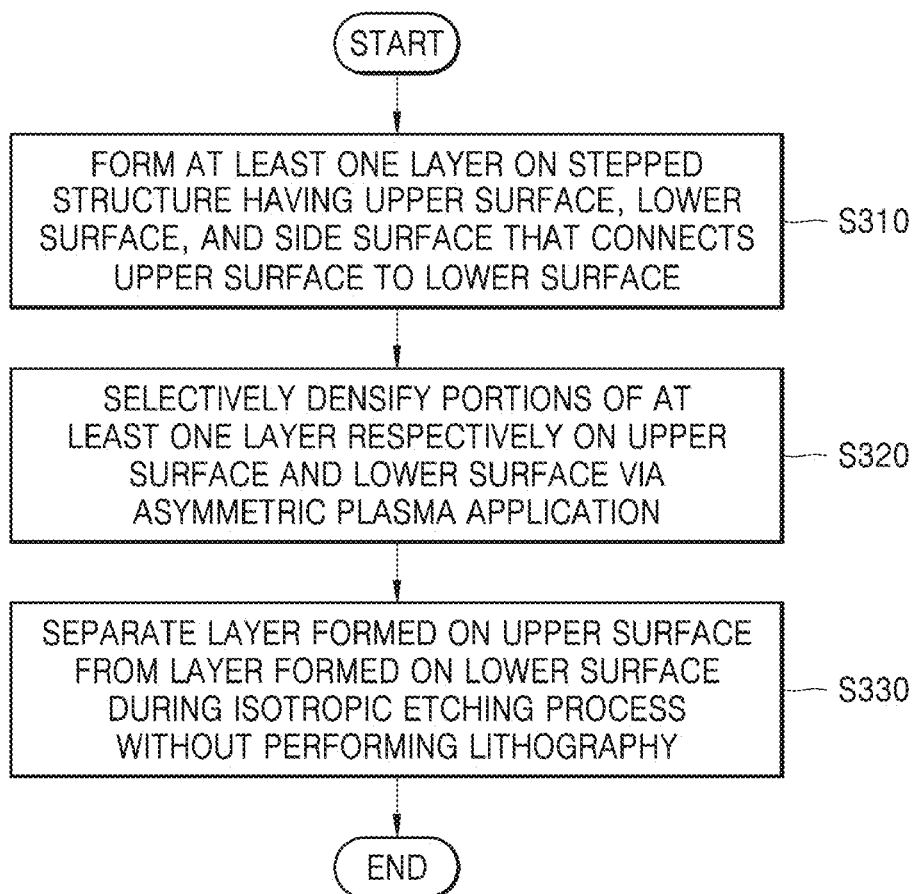 START
FORM AT LEAST ONE LAYER ON STEPPED
STRUCTURE HAVING UPPER SURFACE, LOWER
SURFACE, AND SIDE SURFACE THAT CONNECTS
UPPER SURFACE TO LOWER SURFACE
S310
SELECTIVELY DENSIFY PORTIONS OF AT
LEAST ONE LAYER RESPECTIVELY ON UPPER
SURFACE AND LOWER SURFACE VIA
ASYMMETRIC PLASMA APPLICATION
S320
SEPARATE LAYER FORMED ON UPPER SURFACE
FROM LAYER FORMED ON LOWER SURFACE
DURING ISOTROPIC ETCHING PROCESS
WITHOUT PERFORMING LITHOGRAPHY
S330
END